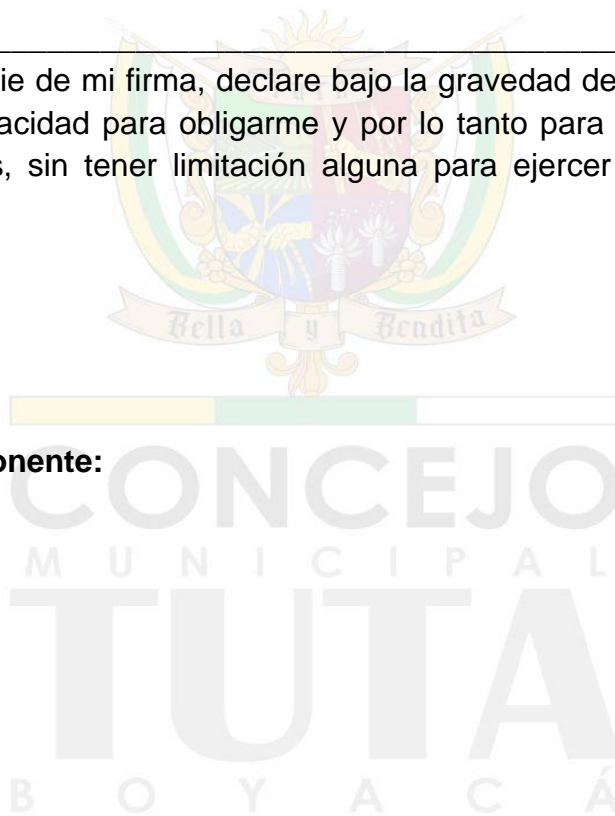 ie de mi firma, declare bajo la gravedad de
acidad para obligarme y por lo tanto para
s, sin tener limitación alguna para ejercer
Bella y Bendita
onente:
CONCEJO
MUNICIPAL
TUTA
BOYACÁ